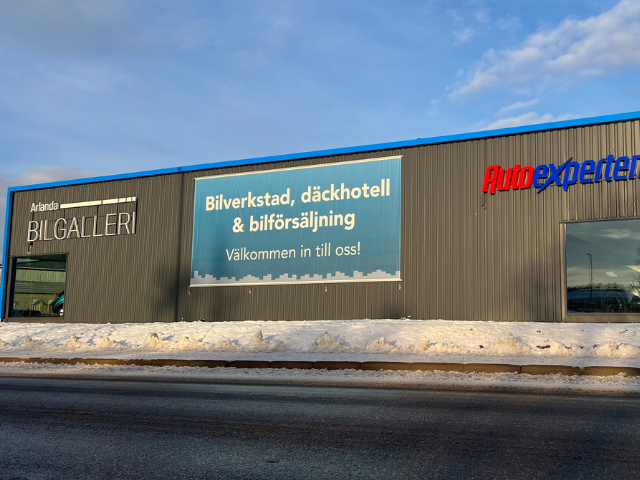 Arlanda
BILGALLERI
Bilverkstad, däckhotell
& bilförsäljning
Välkommen in till oss!
Autoexperten